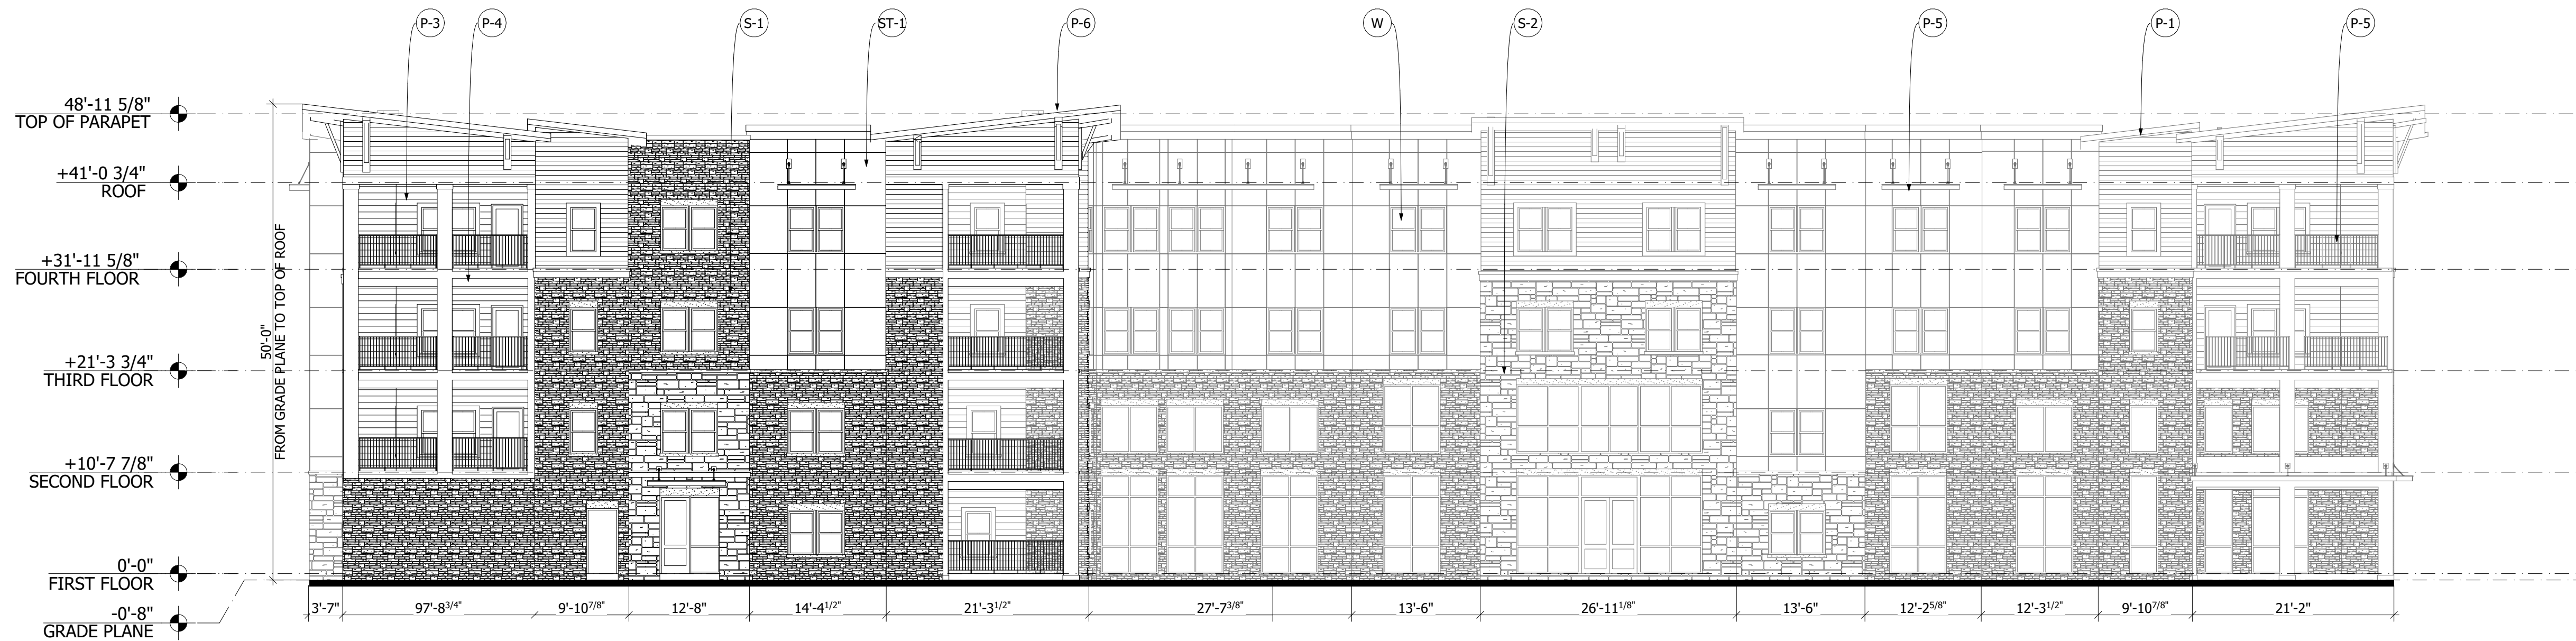 P-3
P-4
S-1
ST-1
P-6
W
S-2
P-5
P-1
P-5
48'-11 5/8"
TOP OF PARAPET
+41'-0 3/4"
ROOF
+31'-11 5/8"
FOURTH FLOOR
+21'-3 3/4"
THIRD FLOOR
+10'-7 7/8"
SECOND FLOOR
0'-0"
FIRST FLOOR
-0'-8"
GRADE PLANE
50'-0"
FROM GRADE PLANE TO TOP OF ROOF
3'-7"
97'-8 3/4"
9'-10 7/8"
12'-8"
14'-4 1/2"
21'-3 1/2"
27'-7 3/8"
13'-6"
26'-11 1/8"
13'-6"
12'-2 5/8"
12'-3 1/2"
9'-10 7/8"
21'-2"